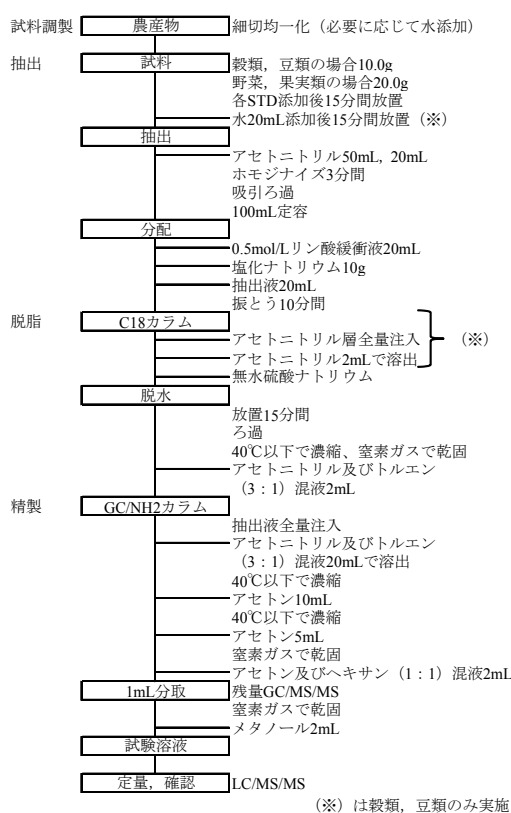 試料調製 農産物 細切均一化（必要に応じて水添加）
抽出 試料 穀類，豆類の場合10.0g
野菜，果実類の場合20.0g
各STD添加後15分間放置
水20mL添加後15分間放置（※）
抽出
アセトニトリル50mL, 20mL
ホモジナイズ3分間
吸引ろ過
100mL定容
分配
0.5mol/Lリン酸緩衝液20mL
塩化ナトリウム10g
抽出液20mL
振とう10分間
脱脂 C18カラム
アセトニトリル層全量注入 （※）
アセトニトリル2mLで溶出
無水硫酸ナトリウム
脱水
放置15分間
ろ過
40℃以下で濃縮、窒素ガスで乾固
アセトニトリル及びトルエン
（3：1）混液2mL
精製 GC/NH2カラム
抽出液全量注入
アセトニトリル及びトルエン
（3：1）混液20mLで溶出
40℃以下で濃縮
アセトン10mL
40℃以下で濃縮
アセトン5mL
窒素ガスで乾固
アセトン及びヘキサン（1：1）混液2mL
1mL分取 残量GC/MS/MS
窒素ガスで乾固
メタノール2mL
試験溶液
定量，確認 LC/MS/MS
（※）は穀類，豆類のみ実施